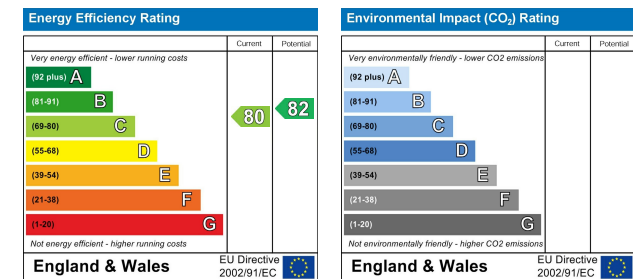 Energy Efficiency Rating
Current Potential
Very energy efficient - lower running costs
(92 plus) A
(81-91) B
(69-80) C
(55-68) D
(39-54) E
(21-38) F
(1-20) G
80
82
Not energy efficient - higher running costs
England & Wales
EU Directive
2002/91/EC
Environmental Impact (CO₂) Rating
Current Potential
Very environmentally friendly - lower CO2 emissions
(92 plus) A
(81-91) B
(69-80) C
(55-68) D
(39-54) E
(21-38) F
(1-20) G
Not environmentally friendly - higher CO2 emissions
England & Wales
EU Directive
2002/91/EC